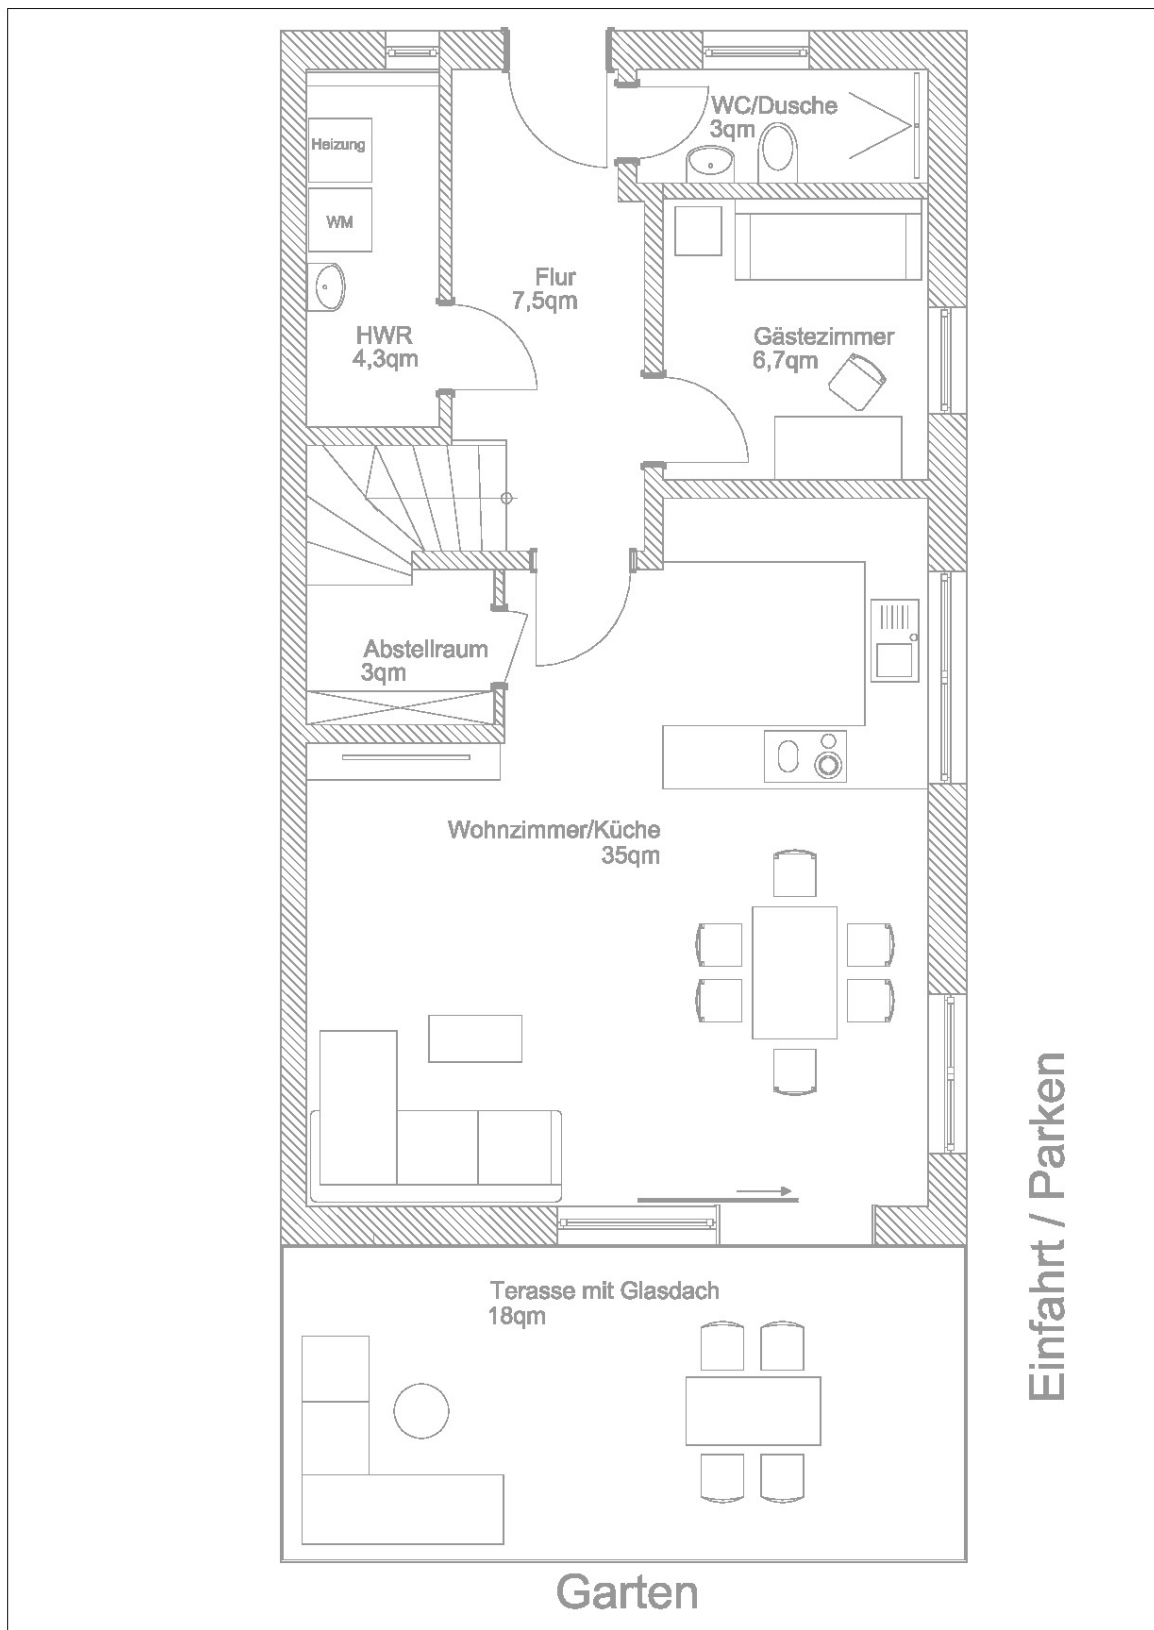 WC/Dusche
3qm
Heizung
WM
Flur
7,5qm
HWR
4,3qm
Gästezimmer
6,7qm
Abstellraum
3qm
Wohnzimmer/Küche
35qm
Einfahrt / Parken
Terasse mit Glasdach
18qm
Garten